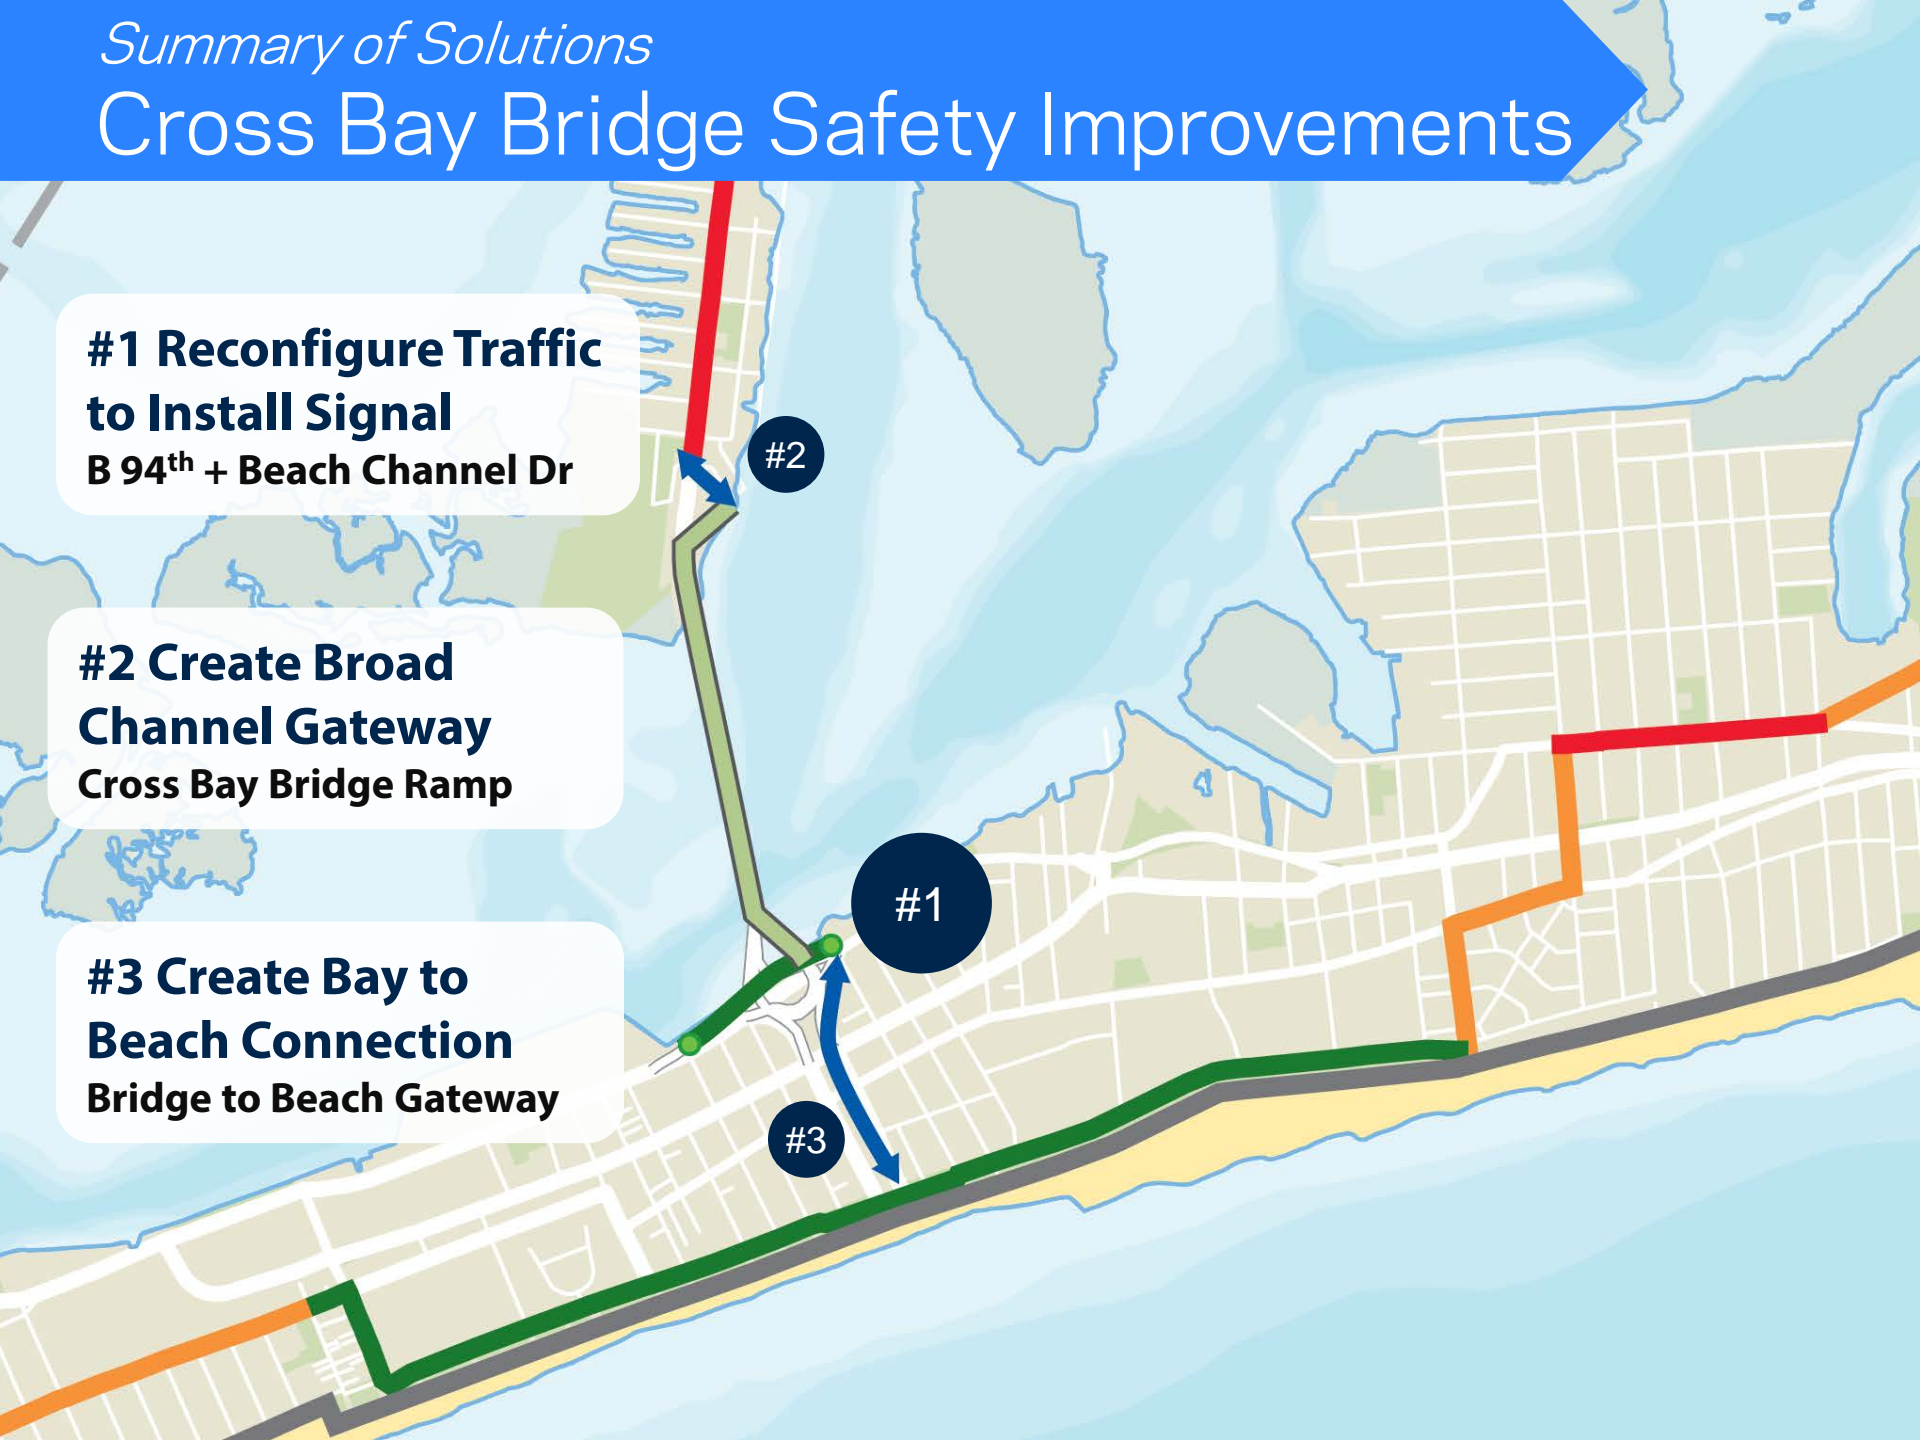 Summary of Solutions
Cross Bay Bridge Safety Improvements
#1 Reconfigure Traffic
to Install Signal
B 94th + Beach Channel Dr
#2
#2 Create Broad
Channel Gateway
Cross Bay Bridge Ramp
#1
#3 Create Bay to
Beach Connection
Bridge to Beach Gateway
#3